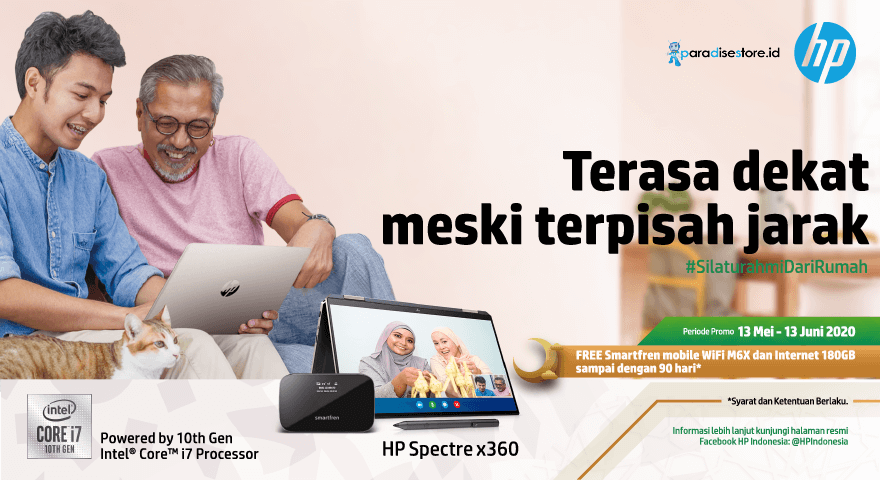 paradisestore.id
hp
Terasa dekat
meski terpisah jarak
#SilaturahmiDariRumah
hp
Periode Promo 13 Mei - 13 Juni 2020
FREE Smartfren mobile WiFi M6X dan Internet 180GB
sampai dengan 90 hari*
*Syarat dan Ketentuan Berlaku.
smartfren
intel
CORE i7
10TH GEN
Powered by 10th Gen
Intel® Core™ i7 Processor
HP Spectre x360
Informasi lebih lanjut kunjungi halaman resmi
Facebook HP Indonesia: @HPIndonesia